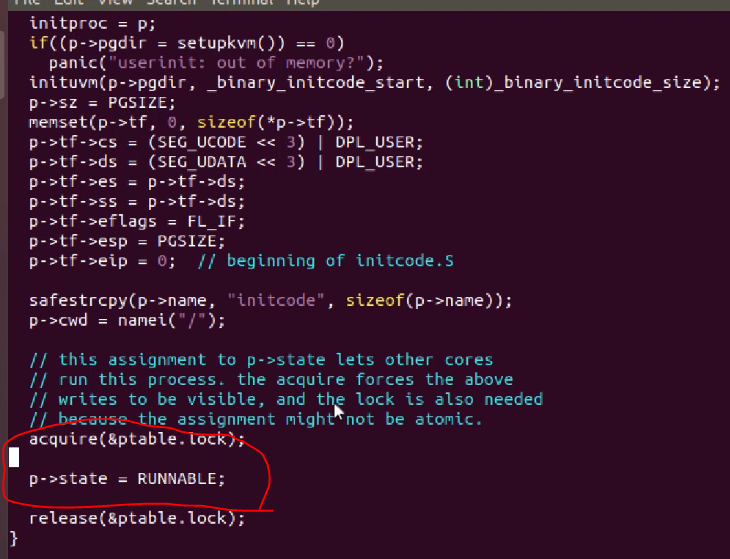 File Edit View Search Terminal Help
initproc = p;
if((p->pgdir = setupkvm()) == 0)
panic("userinit: out of memory?");
inituvm(p->pgdir, _binary_initcode_start, (int)_binary_initcode_size);
p->sz = PGSIZE;
memset(p->tf, 0, sizeof(*p->tf));
p->tf->cs = (SEG_UCODE << 3) | DPL_USER;
p->tf->ds = (SEG_UDATA << 3) | DPL_USER;
p->tf->es = p->tf->ds;
p->tf->ss = p->tf->ds;
p->tf->eflags = FL_IF;
p->tf->esp = PGSIZE;
p->tf->eip = 0;  // beginning of initcode.S
safestrcpy(p->name, "initcode", sizeof(p->name));
p->cwd = namei("/");
// this assignment to p->state lets other cores
// run this process. the acquire forces the above
// writes to be visible, and the lock is also needed
// because the assignment might not be atomic.
acquire(&ptable.lock);
p->state = RUNNABLE;
release(&ptable.lock);
}